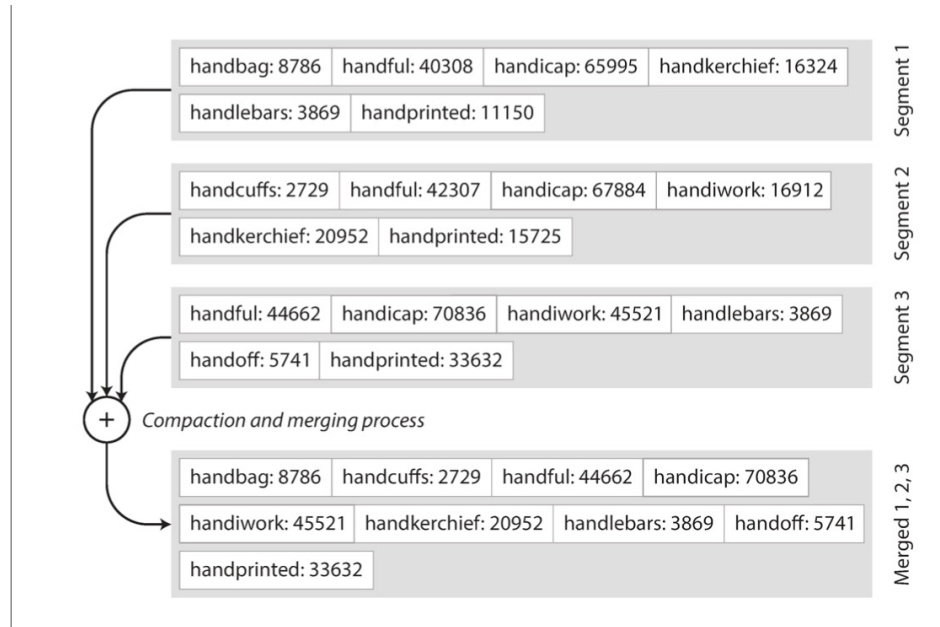 handbag: 8786 handful: 40308 handicap: 65995 handkerchief: 16324
handlebars: 3869 handprinted: 11150
Segment 1
handcuffs: 2729 handful: 42307 handicap: 67884 handiwork: 16912
handkerchief: 20952 handprinted: 15725
Segment 2
handful: 44662 handicap: 70836 handiwork: 45521 handlebars: 3869
handoff: 5741 handprinted: 33632
Segment 3
+ Compaction and merging process
handbag: 8786 handcuffs: 2729 handful: 44662 handicap: 70836
handiwork: 45521 handkerchief: 20952 handlebars: 3869 handoff: 5741
handprinted: 33632
Merged 1, 2, 3